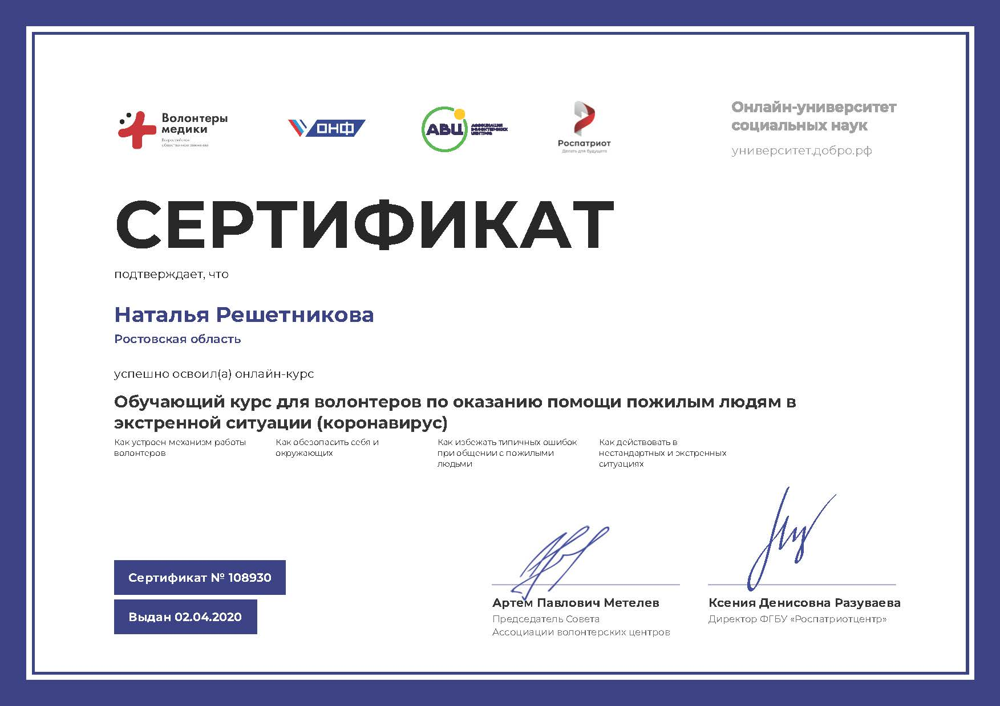 Волонтеры
медики
Всероссийское
общественное движение
ОНФ
АВЦ
АССОЦИАЦИЯ
ВОЛОНТЕРСКИХ
ЦЕНТРОВ
Роспатриот
Делать для будущего
Онлайн-университет
социальных наук
университет.добро.рф
СЕРТИФИКАТ
подтверждает, что
Наталья Решетникова
Ростовская область
успешно освоил(а) онлайн-курс
Обучающий курс для волонтеров по оказанию помощи пожилым людям в
экстренной ситуации (коронавирус)
Как устроен механизм работы
волонтеров
Как обезопасить себя и
окружающих
Как избежать типичных ошибок
при общении с пожилыми
людьми
Как действовать в
нестандартных и экстренных
ситуациях
Сертификат № 108930
Выдан 02.04.2020
Артем Павлович Метелев
Председатель Совета
Ассоциации волонтерских центров
Ксения Денисовна Разуваева
Директор ФГБУ «Роспатриотцентр»